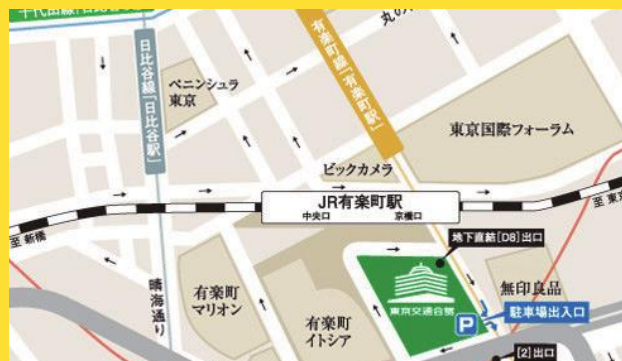 日比谷線「日比谷駅」
有楽町線「有楽町駅」
ペニンシュラ
東京
東京国際フォーラム
ビックカメラ
JR有楽町駅
中央口
京橋口
至 新橋
至 東京
地下直結[D8]出口
晴海通り
有楽町
マリオン
有楽町
イトシア
東京交通会館
無印良品
P
駐車場出入口
[2]出口